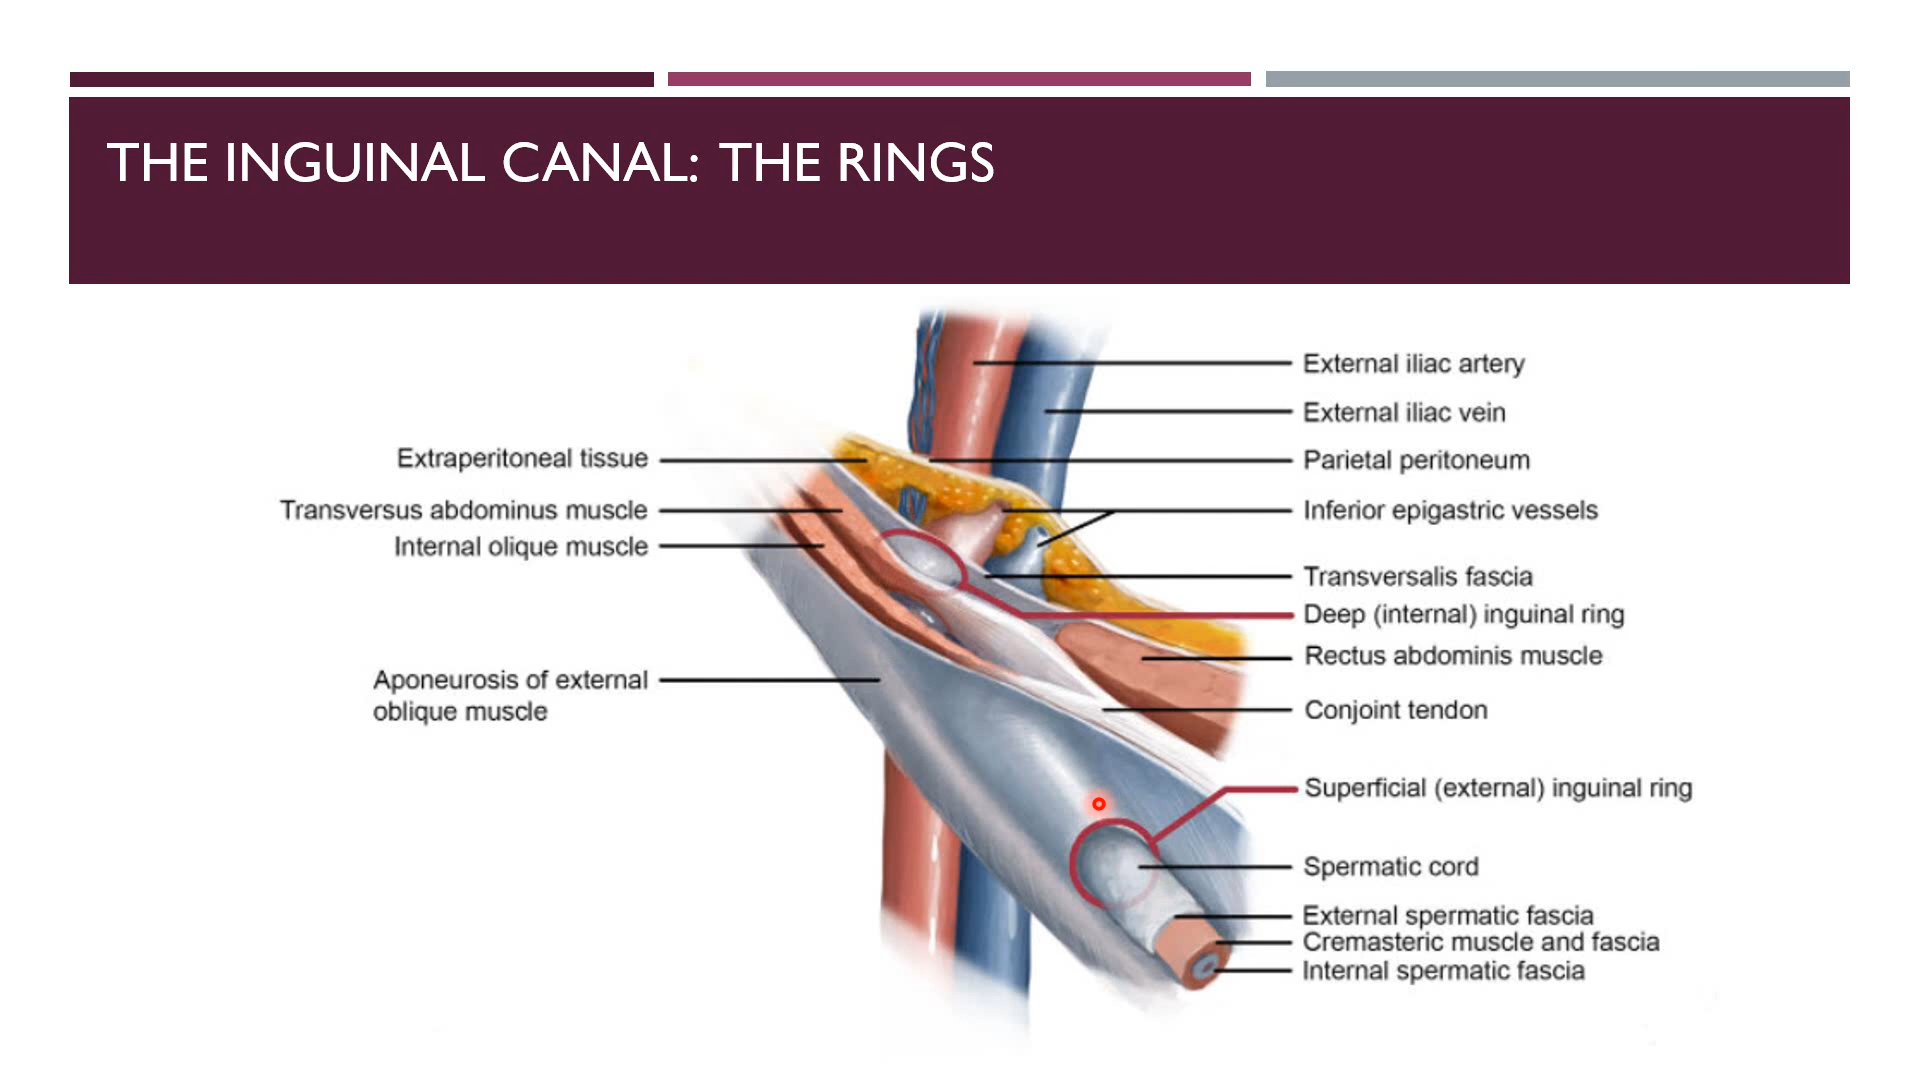 THE INGUINAL CANAL: THE RINGS
External iliac artery
External iliac vein
Extraperitoneal tissue
Parietal peritoneum
Transversus abdominus muscle
Inferior epigastric vessels
Internal olique muscle
Transversalis fascia
Deep (internal) inguinal ring
Rectus abdominis muscle
Aponeurosis of external
oblique muscle
Conjoint tendon
Superficial (external) inguinal ring
Spermatic cord
External spermatic fascia
Cremasteric muscle and fascia
Internal spermatic fascia